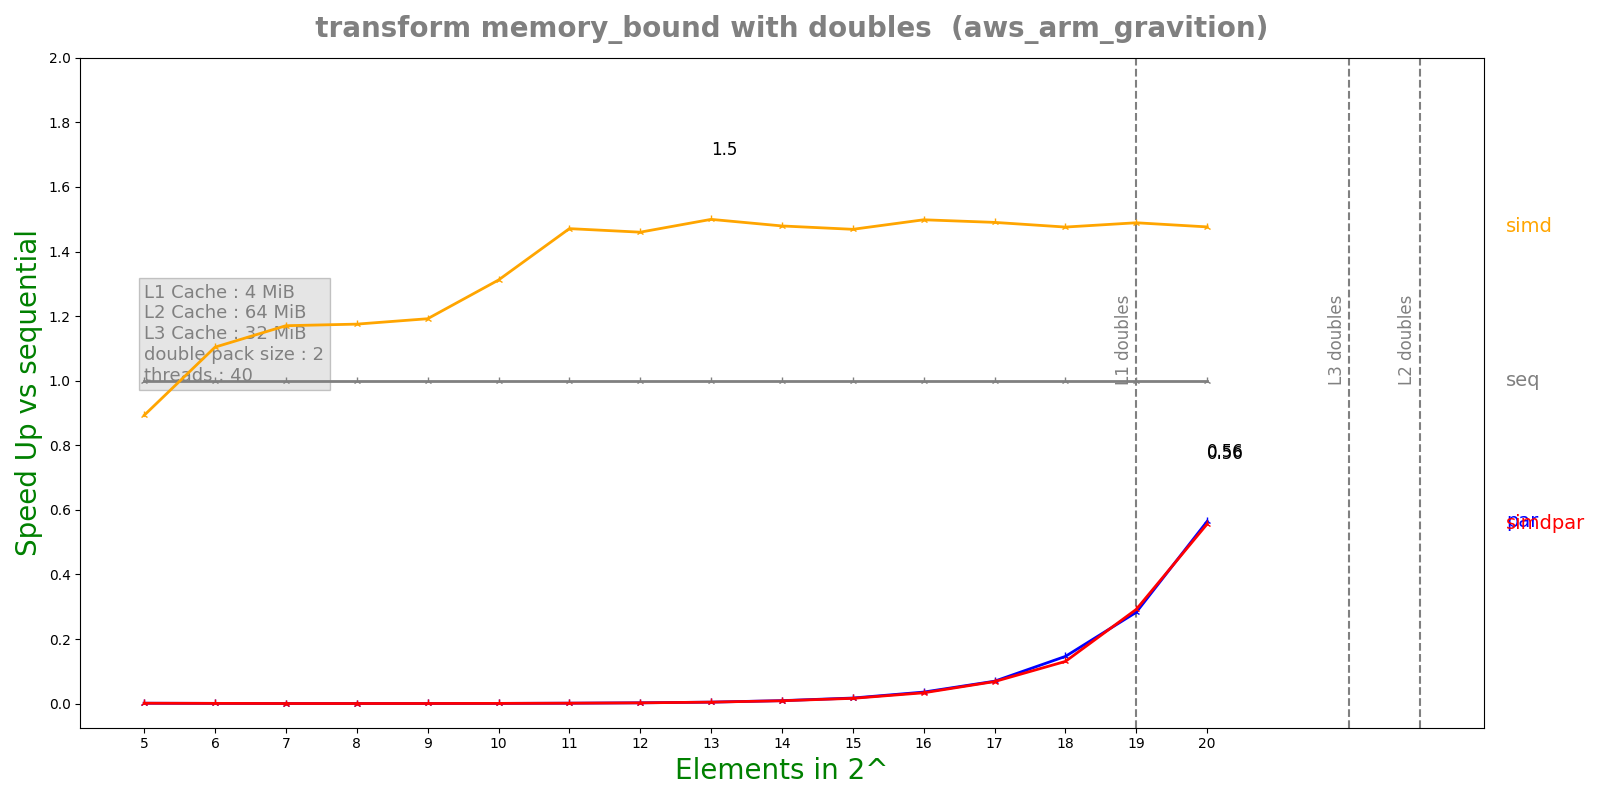 transform memory_bound with doubles (aws_arm_gravition)
Speed Up vs sequential
2.0
1.8
1.6
1.4
1.2
1.0
0.8
0.6
0.4
0.2
0.0
1.5
L1 Cache : 4 MiB
L2 Cache : 64 MiB
L3 Cache : 32 MiB
double pack size : 2
threads : 40
L1 doubles
L3 doubles
L2 doubles
0.56
0.56
simd
seq
par
simdpar
5 6 7 8 9 10 11 12 13 14 15 16 17 18 19 20
Elements in 2^